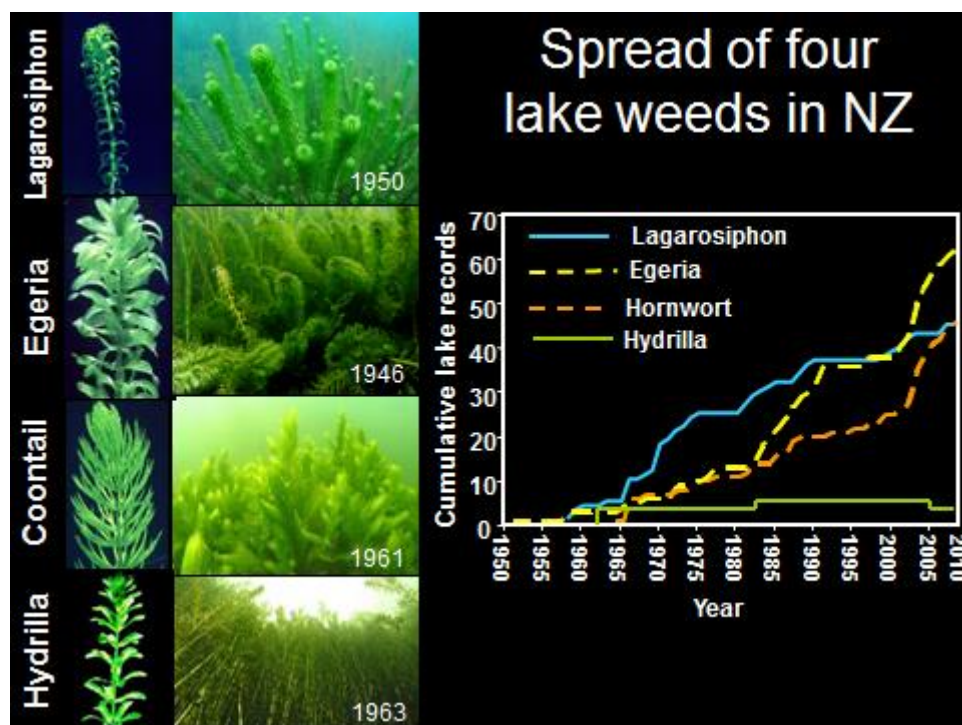 Lagarosiphon
1950
Egeria
1946
Coontail
1961
Hydrilla
1963
Spread of four
lake weeds in NZ
Cumulative lake records
70
60
50
40
30
20
10
0
Lagarosiphon
Egeria
Hornwort
Hydrilla
1950
1955
1960
1965
1970
1975
1980
1985
1990
1995
2000
2005
2010
Year